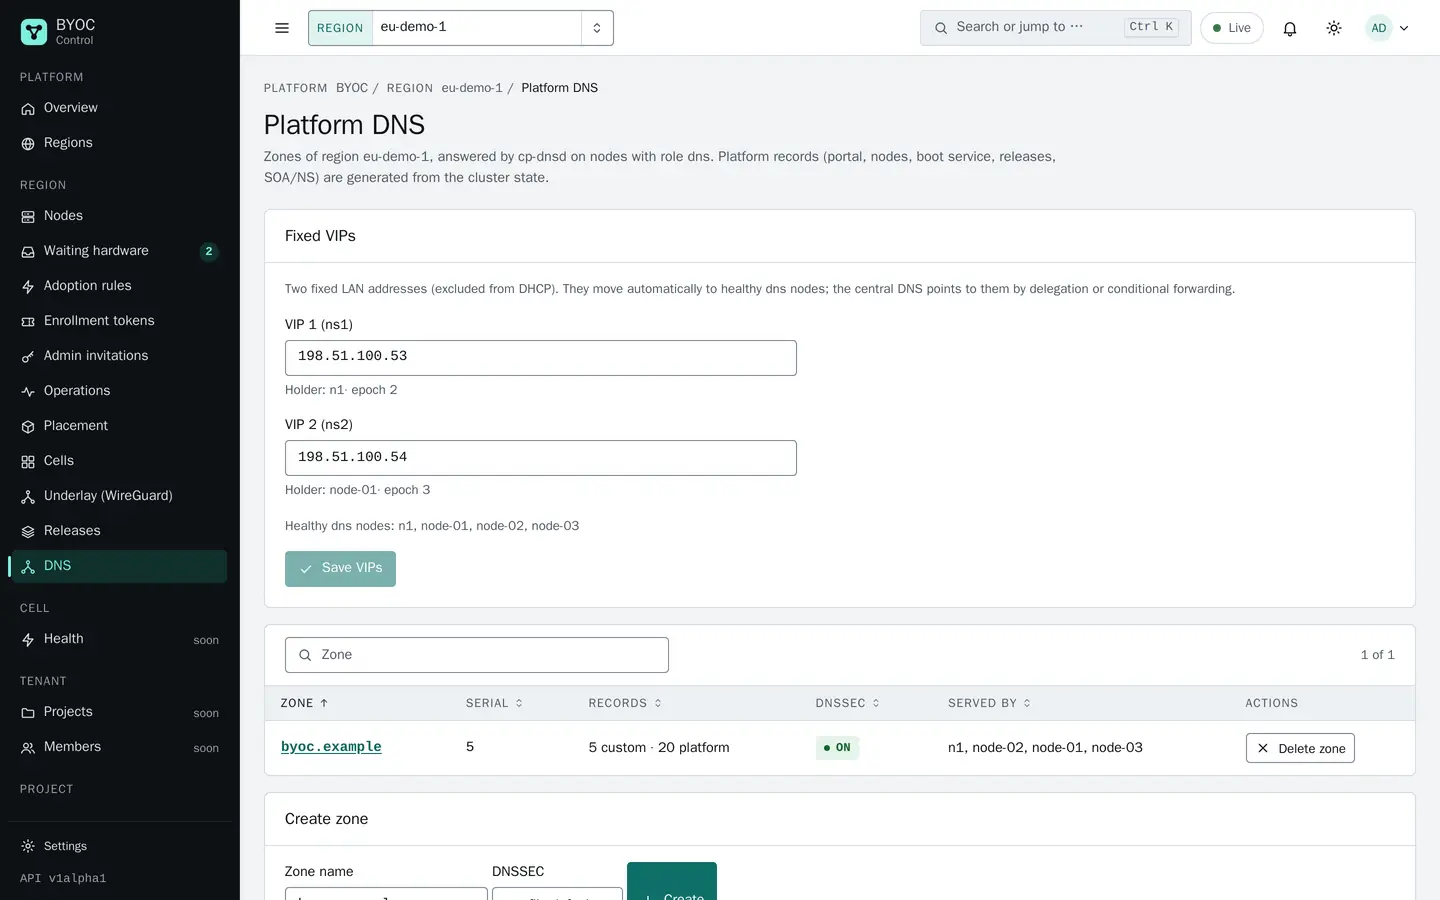 BYOC
Control
PLATFORM
Overview
Regions
REGION
Nodes
Waiting hardware 2
Adoption rules
Enrollment tokens
Admin invitations
Operations
Placement
Cells
Underlay (WireGuard)
Releases
DNS
CELL
Health soon
TENANT
Projects soon
Members soon
PROJECT
Settings
API v1alpha1
REGION eu-demo-1
Search or jump to ··· Ctrl K
Live
AD
PLATFORM BYOC / REGION eu-demo-1 / Platform DNS
Platform DNS
Zones of region eu-demo-1, answered by cp-dnsd on nodes with role dns. Platform records (portal, nodes, boot service, releases,
SOA/NS) are generated from the cluster state.
Fixed VIPs
Two fixed LAN addresses (excluded from DHCP). They move automatically to healthy dns nodes; the central DNS points to them by delegation or conditional forwarding.
VIP 1 (ns1)
198.51.100.53
Holder: n1· epoch 2
VIP 2 (ns2)
198.51.100.54
Holder: node-01· epoch 3
Healthy dns nodes: n1, node-01, node-02, node-03
Save VIPs
Zone
1 of 1
ZONE SERIAL RECORDS DNSSEC SERVED BY ACTIONS
byoc.example 5 5 custom · 20 platform ON n1, node-02, node-01, node-03 Delete zone
Create zone
Zone name DNSSEC
Create